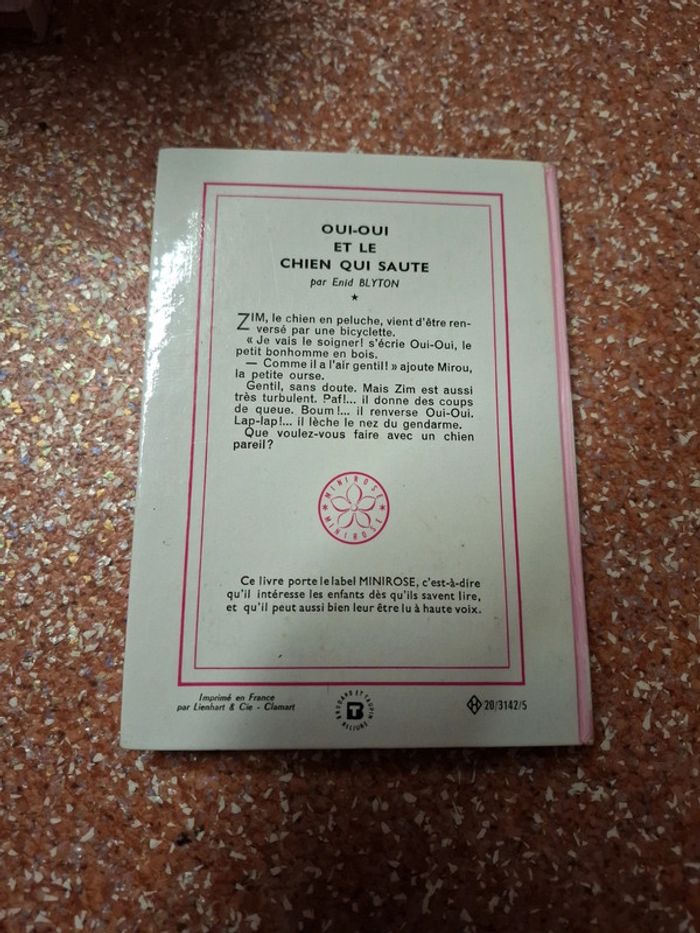 OUI-OUI
ET LE
CHIEN QUI SAUTE
par Enid BLYTON
ZIM, le chien en peluche, vient d'être ren-
versé par une bicyclette.
« Je vais le soigner! s'écrie Oui-Oui, le
petit bonhomme en bois.
— Comme il a l'air gentil! » ajoute Mirou,
la petite ourse.
Gentil, sans doute. Mais Zim est aussi
très turbulent. Paf!... il donne des coups
de queue. Boum!... il renverse Oui-Oui.
Lap-lap!... il lèche le nez du gendarme.
Que voulez-vous faire avec un chien
pareil?
MINIROSE
MINIROSE
Ce livre porte le label MINIROSE, c'est-à-dire
qu'il intéresse les enfants dès qu'ils savent lire,
et qu'il peut aussi bien leur être lu à haute voix.
Imprimé en France
par Lienhart & Cie - Clamart
BRODARD ET TAUPIN
BT
RELIURE
H 20/3142/5